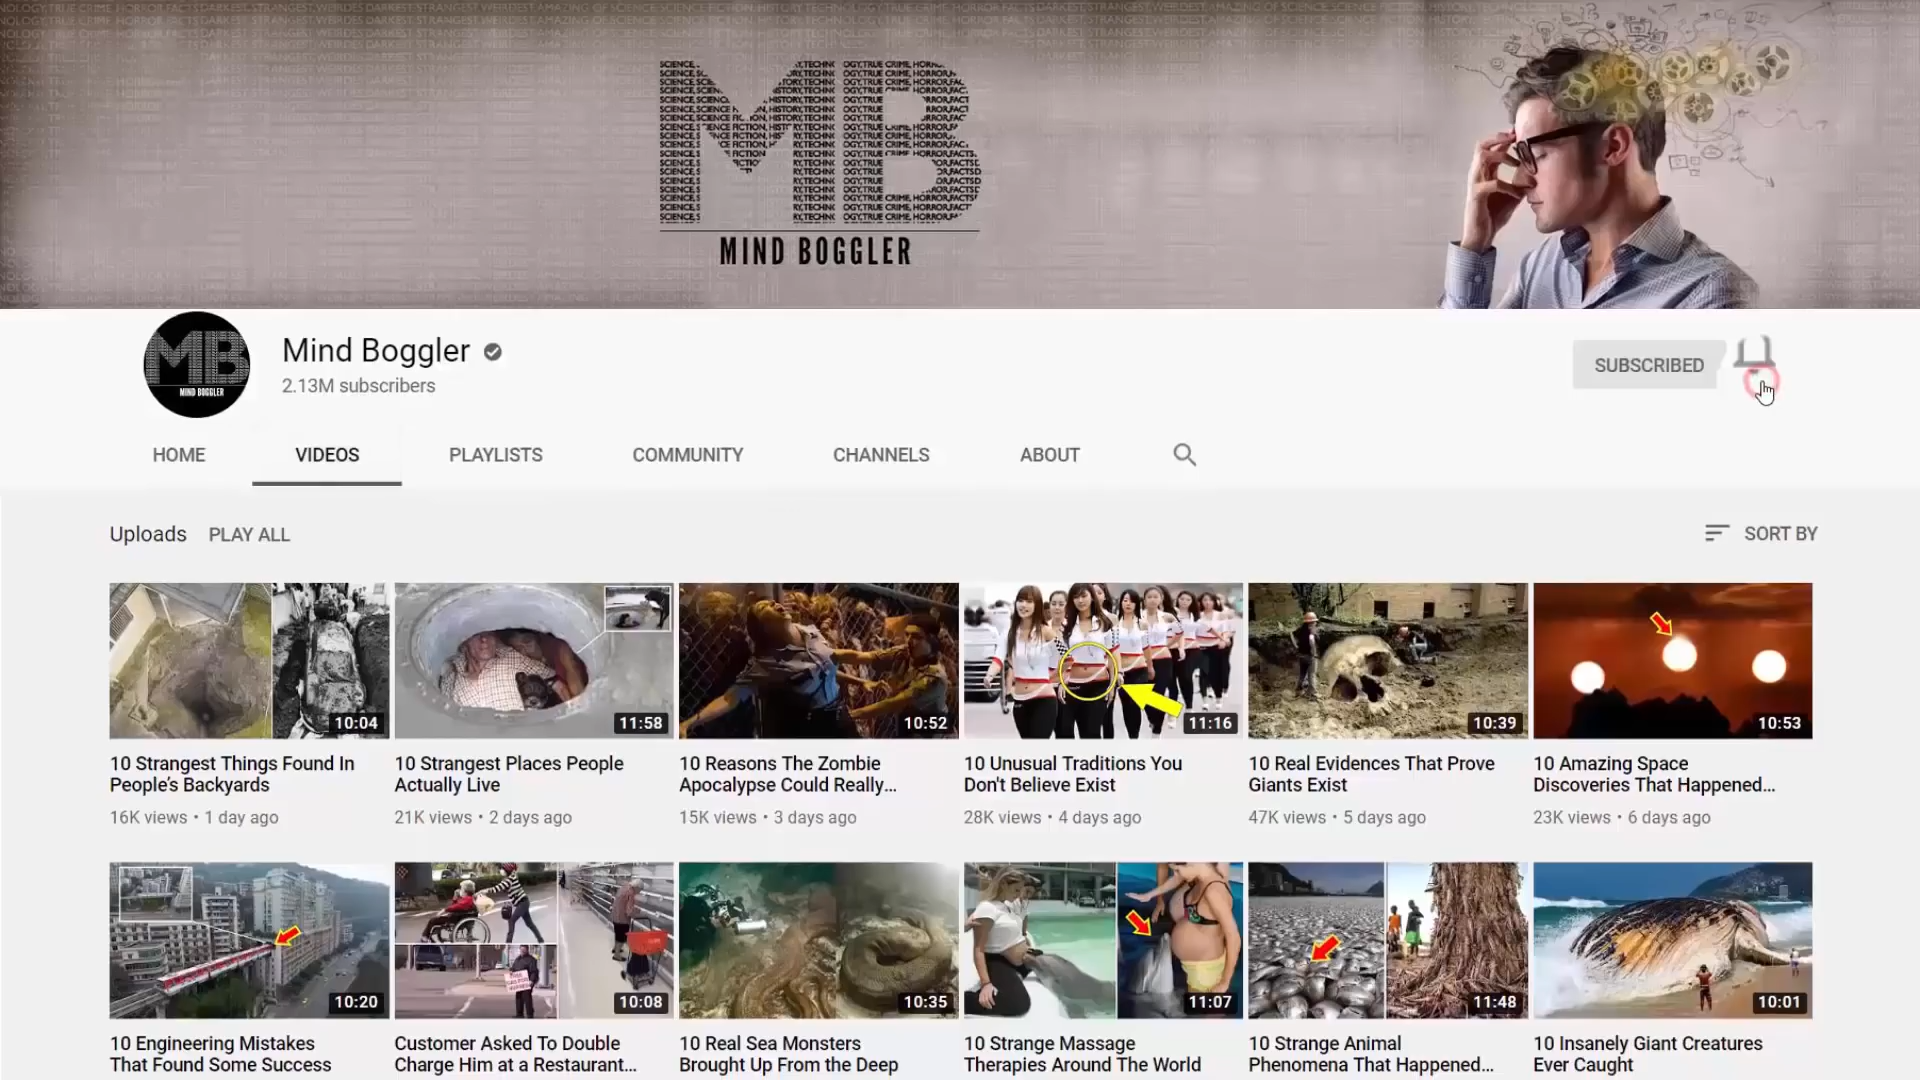 MIND BOGGLER
MB
MIND BOGGLER
Mind Boggler
2.13M subscribers
SUBSCRIBED
HOME VIDEOS PLAYLISTS COMMUNITY CHANNELS ABOUT
Uploads PLAY ALL SORT BY
10:04 11:58 10:52 11:16 10:39 10:53
10 Strangest Things Found In
People’s Backyards
16K views • 1 day ago
10 Strangest Places People
Actually Live
21K views • 2 days ago
10 Reasons The Zombie
Apocalypse Could Really...
15K views • 3 days ago
10 Unusual Traditions You
Don't Believe Exist
28K views • 4 days ago
10 Real Evidences That Prove
Giants Exist
47K views • 5 days ago
10 Amazing Space
Discoveries That Happened...
23K views • 6 days ago
10:20 10:08 10:35 11:07 11:48 10:01
10 Engineering Mistakes
That Found Some Success
Customer Asked To Double
Charge Him at a Restaurant...
10 Real Sea Monsters
Brought Up From the Deep
10 Strange Massage
Therapies Around The World
10 Strange Animal
Phenomena That Happened...
10 Insanely Giant Creatures
Ever Caught